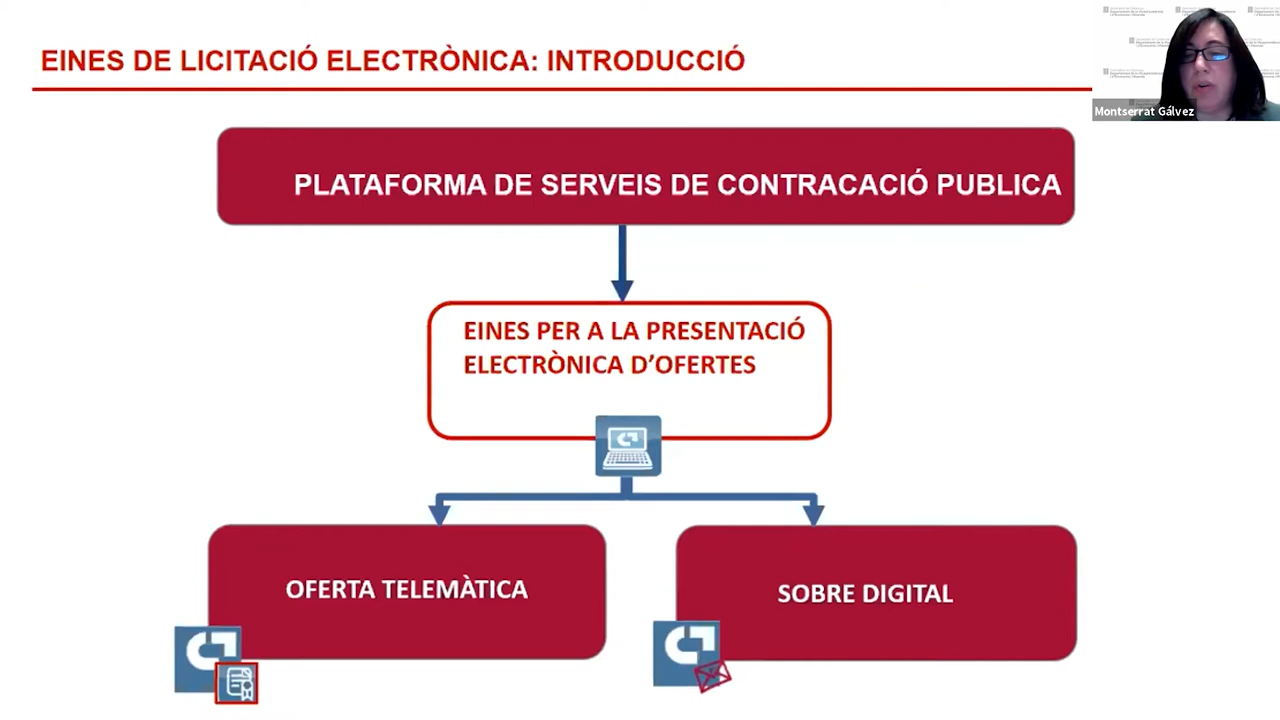 EINES DE LICITACIÓ ELECTRÒNICA: INTRODUCCIÓ
Montserrat Gálvez
PLATAFORMA DE SERVEIS DE CONTRACACIÓ PUBLICA
EINES PER A LA PRESENTACIÓ
ELECTRÒNICA D’OFERTES
OFERTA TELEMÀTICA
SOBRE DIGITAL